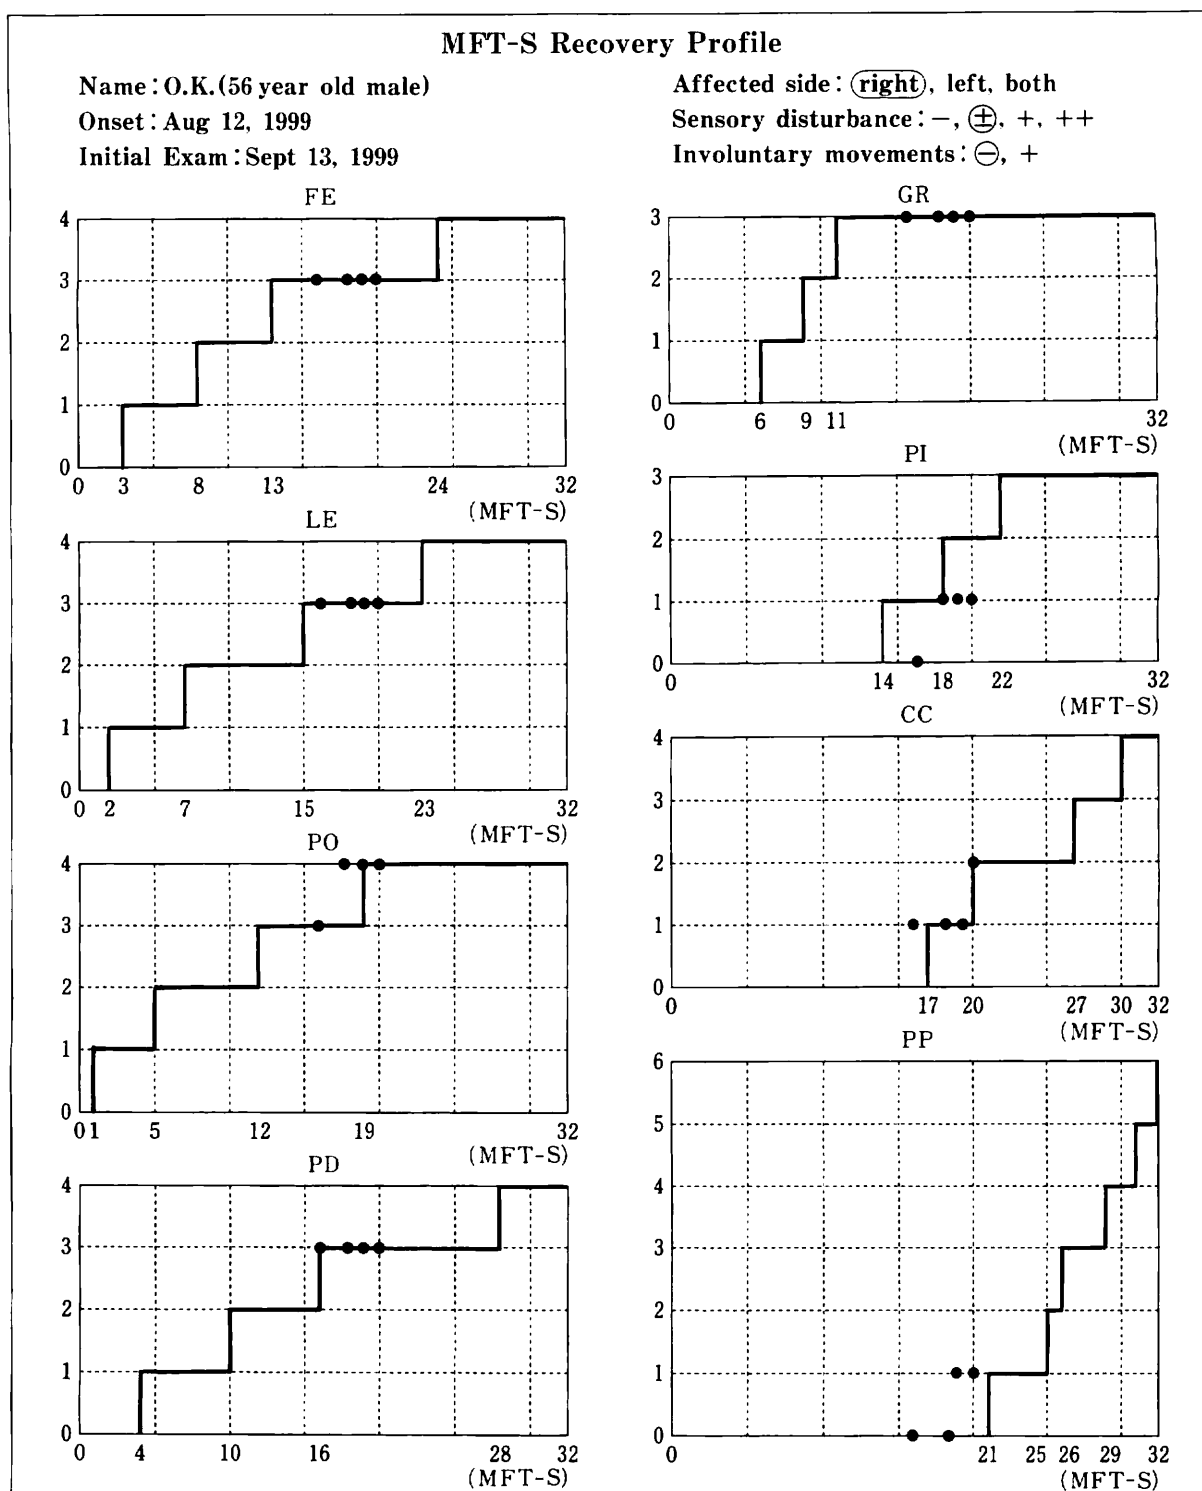 MFT-S Recovery Profile
Name : O.K. (56 year old male)
Onset : Aug 12, 1999
Initial Exam : Sept 13, 1999
Affected side : right, left, both
Sensory disturbance : −, ±, +, ++
Involuntary movements : −, +
FE
4
3
2
1
0
0 3 8 13 24 32
(MFT-S)
LE
4
3
2
1
0
0 2 7 15 23 32
(MFT-S)
PO
4
3
2
1
0
0 1 5 12 19 32
(MFT-S)
PD
4
3
2
1
0
0 4 10 16 28 32
(MFT-S)
GR
3
2
1
0
0 6 9 11 32
(MFT-S)
PI
3
2
1
0
0 14 18 22 32
(MFT-S)
CC
4
3
2
1
0
0 17 20 27 30 32
(MFT-S)
PP
6
5
4
3
2
1
0
0 21 25 26 29 32
(MFT-S)